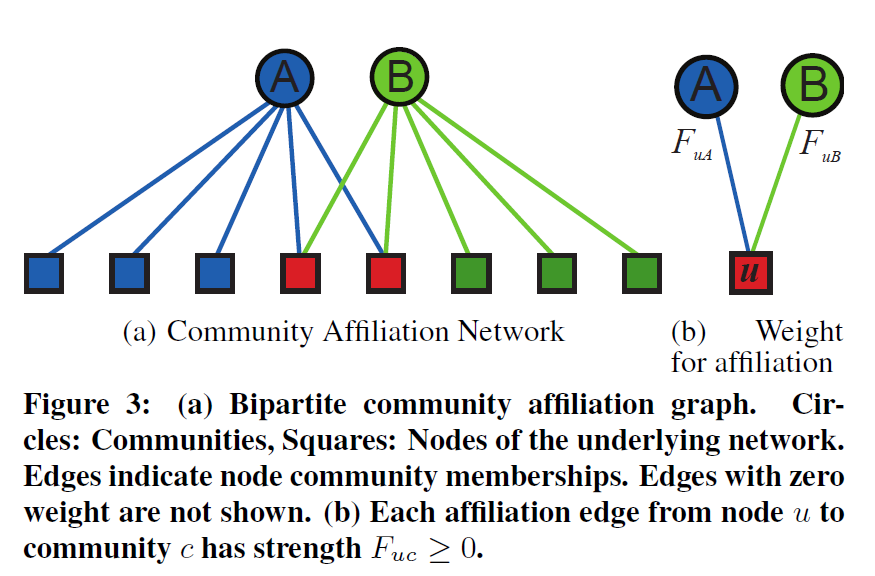 A B A B
F_{uA} F_{uB}
u
(a) Community Affiliation Network
(b) Weight
for affiliation
Figure 3: (a) Bipartite community affiliation graph. Cir-
cles: Communities, Squares: Nodes of the underlying network.
Edges indicate node community memberships. Edges with zero
weight are not shown. (b) Each affiliation edge from node u to
community c has strength F_{uc} ≥ 0.